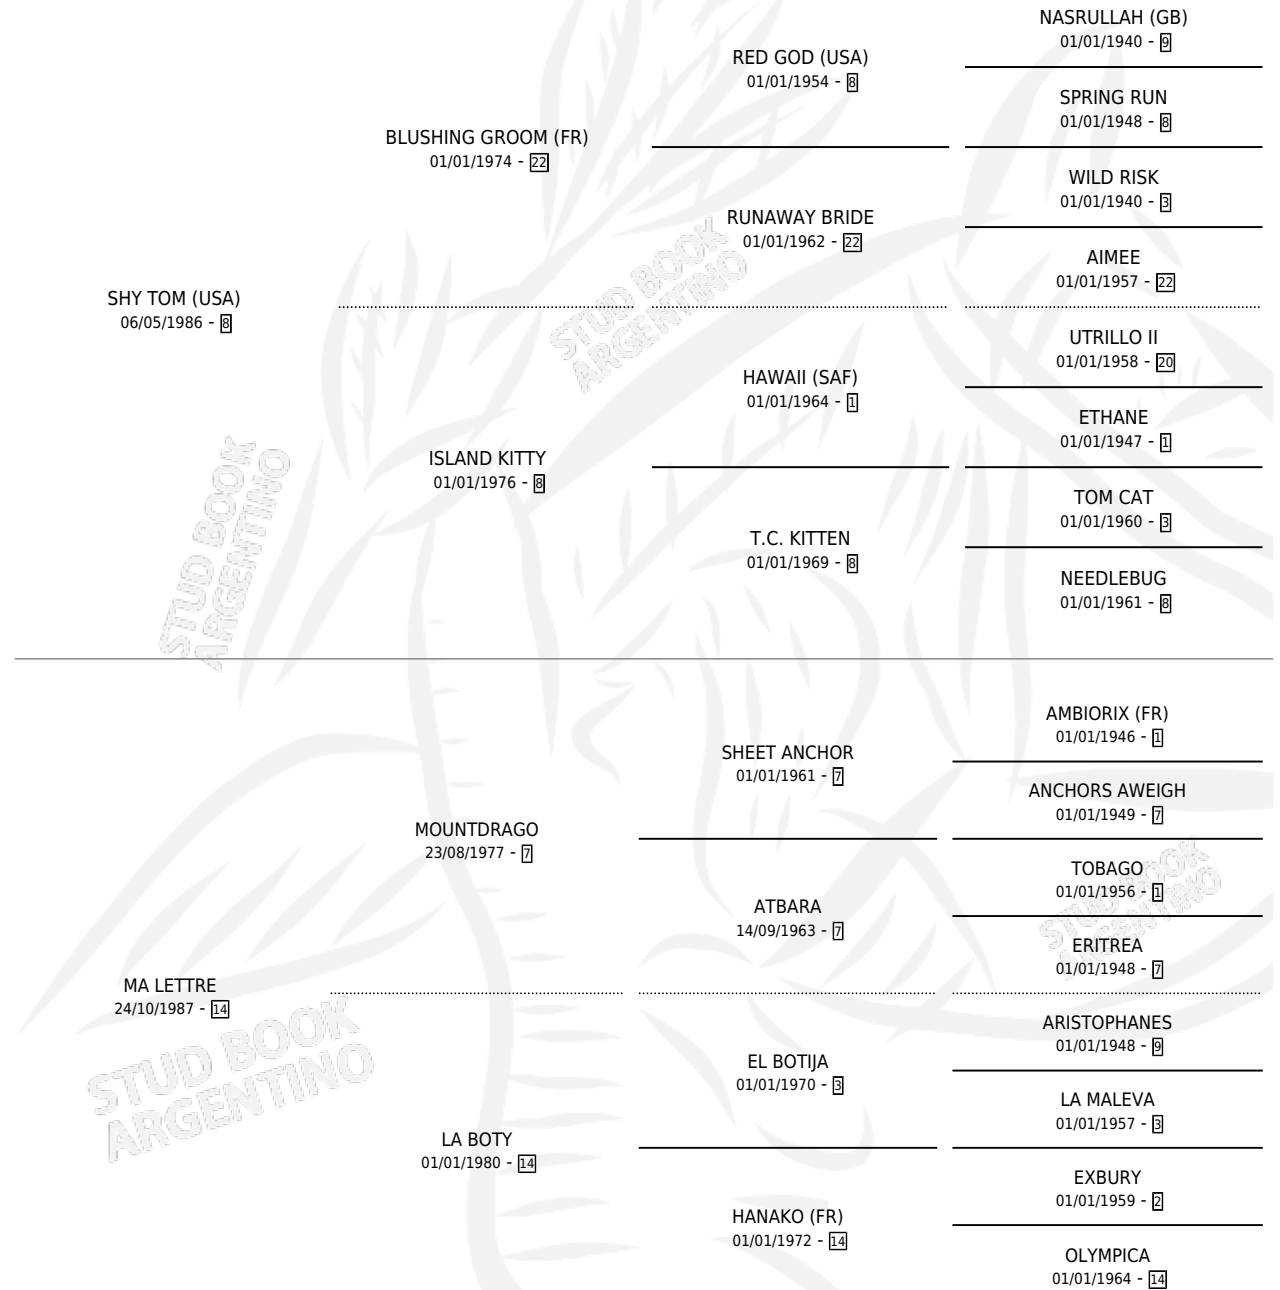 NASRULLAH (GB)
01/01/1940 - 9
RED GOD (USA)
01/01/1954 - 8
SPRING RUN
01/01/1948 - 8
BLUSHING GROOM (FR)
01/01/1974 - 22
WILD RISK
01/01/1940 - 3
RUNAWAY BRIDE
01/01/1962 - 22
AIMEE
01/01/1957 - 22
SHY TOM (USA)
06/05/1986 - 8
UTRILLO II
01/01/1958 - 20
HAWAII (SAF)
01/01/1964 - 1
ETHANE
01/01/1947 - 1
ISLAND KITTY
01/01/1976 - 8
TOM CAT
01/01/1960 - 3
T.C. KITTEN
01/01/1969 - 8
NEEDLEBUG
01/01/1961 - 8
AMBIORIX (FR)
01/01/1946 - 1
SHEET ANCHOR
01/01/1961 - 7
ANCHORS AWEIGH
01/01/1949 - 7
MOUNTDRAGO
23/08/1977 - 7
TOBAGO
01/01/1956 - 1
ATBARA
14/09/1963 - 7
ERITREA
01/01/1948 - 7
MA LETTRE
24/10/1987 - 14
ARISTOPHANES
01/01/1948 - 9
EL BOTIJA
01/01/1970 - 3
LA MALEVA
01/01/1957 - 3
LA BOTY
01/01/1980 - 14
EXBURY
01/01/1959 - 2
HANAKO (FR)
01/01/1972 - 14
OLYMPICA
01/01/1964 - 14
STUD BOOK
ARGENTINO
STUD BOOK
ARGENTINO
STUD BOOK
ARGENTINO
STUD BOOK
ARGENTINO